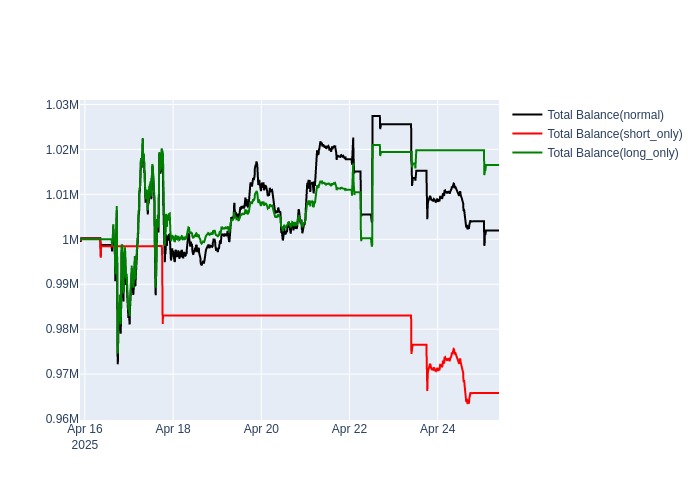 1.03M
1.02M
1.01M
1M
0.99M
0.98M
0.97M
0.96M
Apr 16
2025
Apr 18
Apr 20
Apr 22
Apr 24
Total Balance(normal)
Total Balance(short_only)
Total Balance(long_only)